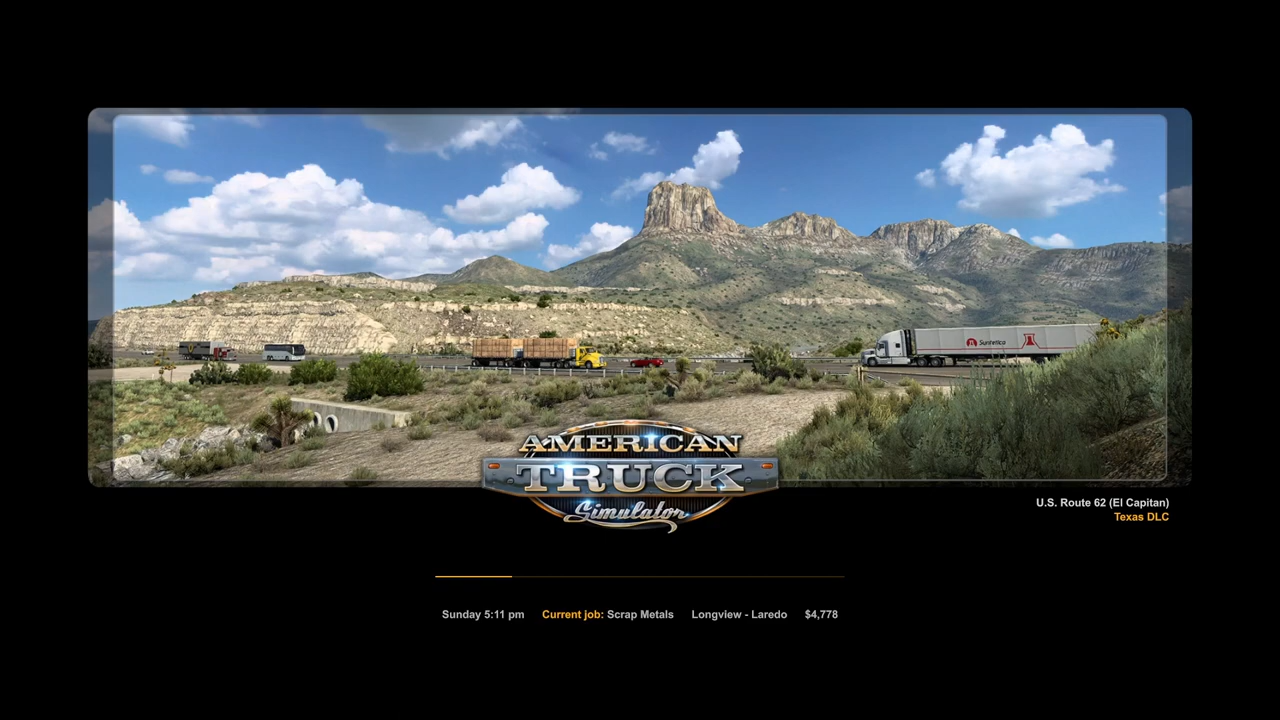 Suntetica
AMERICAN
TRUCK
Simulator
U.S. Route 62 (El Capitan)
Texas DLC
Sunday 5:11 pm Current job: Scrap Metals Longview - Laredo $4,778